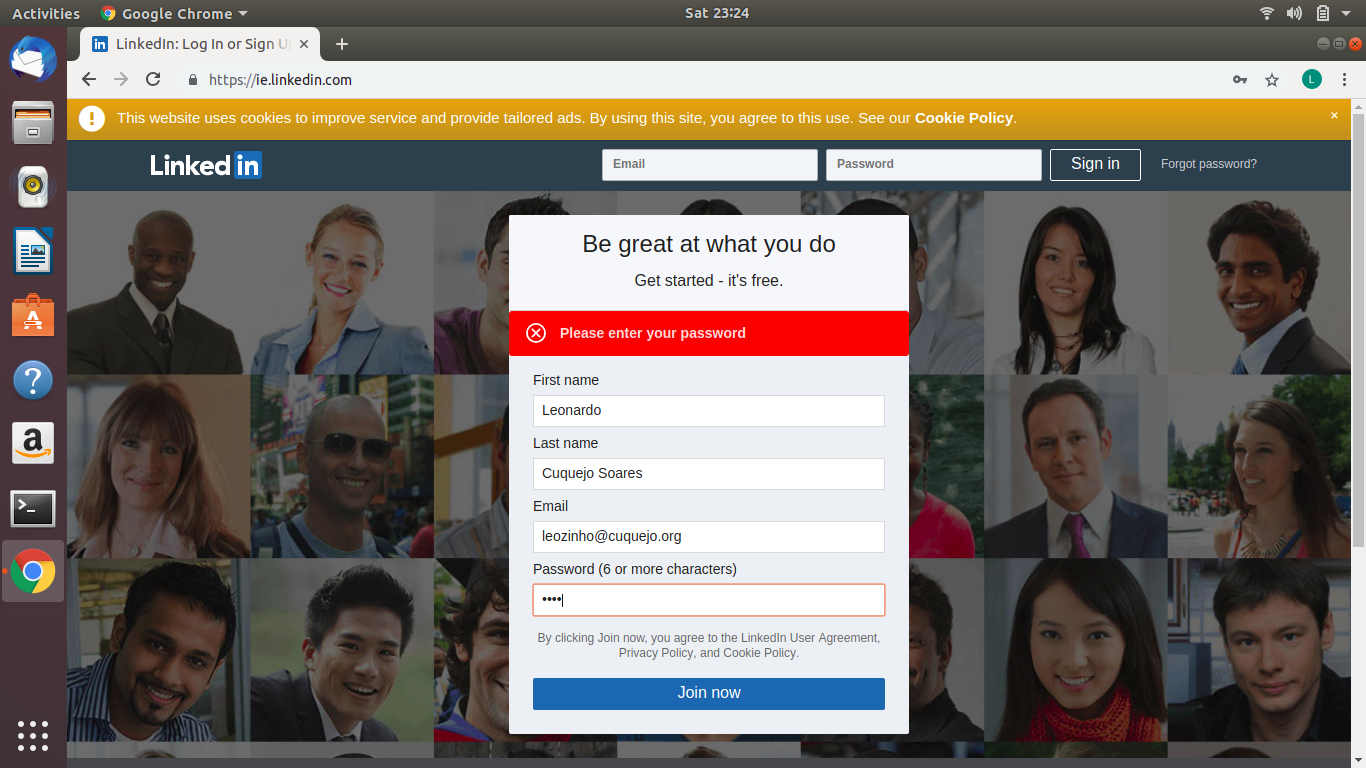 Activities
Google Chrome
Sat 23:24
LinkedIn: Log In or Sign U
https://ie.linkedin.com
L
This website uses cookies to improve service and provide tailored ads. By using this site, you agree to this use. See our Cookie Policy.
Linked in
Email
Password
Sign in
Forgot password?
Be great at what you do
Get started - it's free.
Please enter your password
First name
Leonardo
Last name
Cuquejo Soares
Email
leozinho@cuquejo.org
Password (6 or more characters)
••••
By clicking Join now, you agree to the LinkedIn User Agreement,
Privacy Policy, and Cookie Policy.
Join now